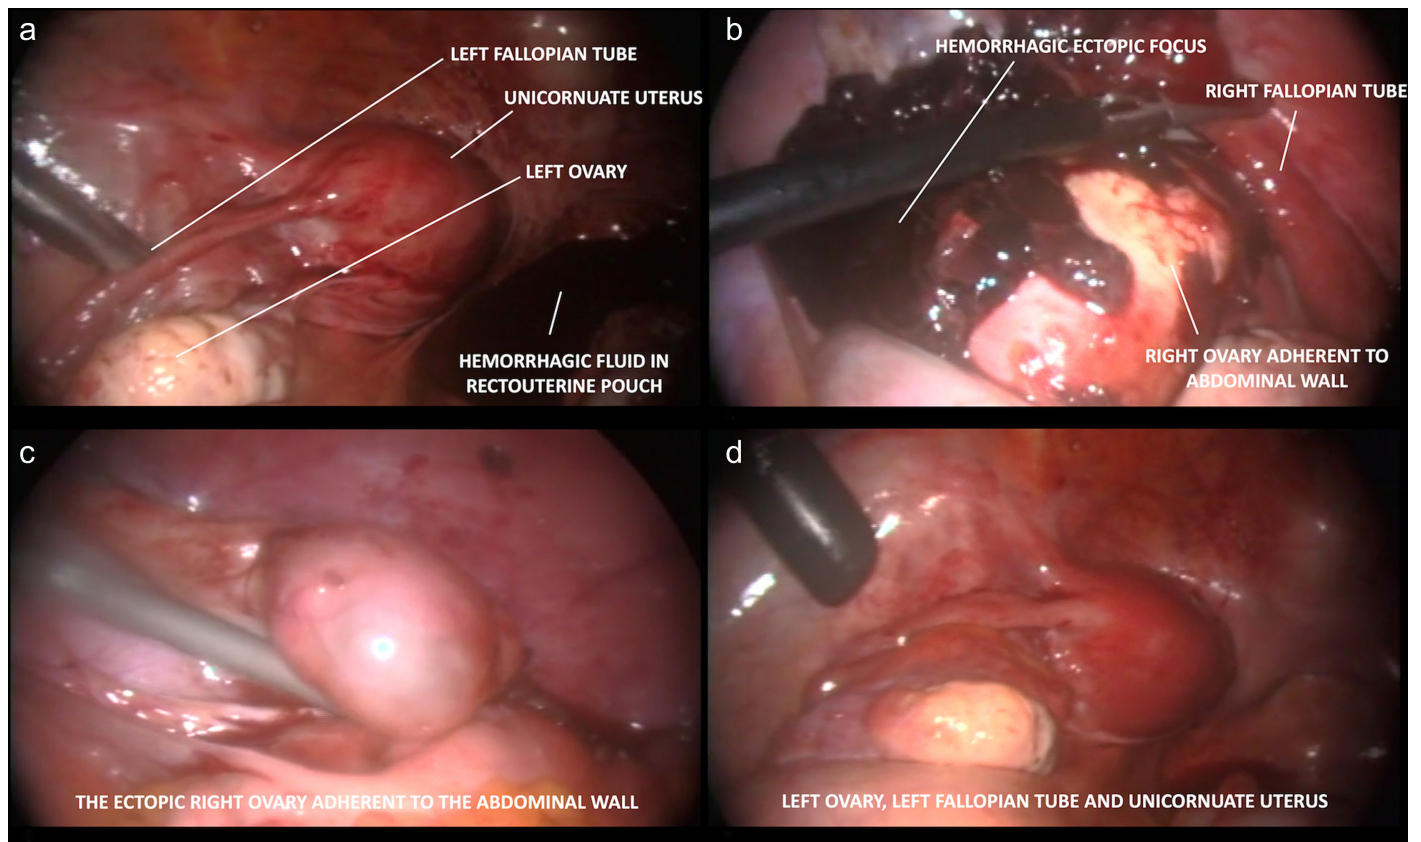 a
LEFT FALLOPIAN TUBE
UNICORNUATE UTERUS
LEFT OVARY
HEMORRHAGIC FLUID IN
RECTOUTERINE POUCH
b
HEMORRHAGIC ECTOPIC FOCUS
RIGHT FALLOPIAN TUBE
RIGHT OVARY ADHERENT TO
ABDOMINAL WALL
c
THE ECTOPIC RIGHT OVARY ADHERENT TO THE ABDOMINAL WALL
d
LEFT OVARY, LEFT FALLOPIAN TUBE AND UNICORNUATE UTERUS